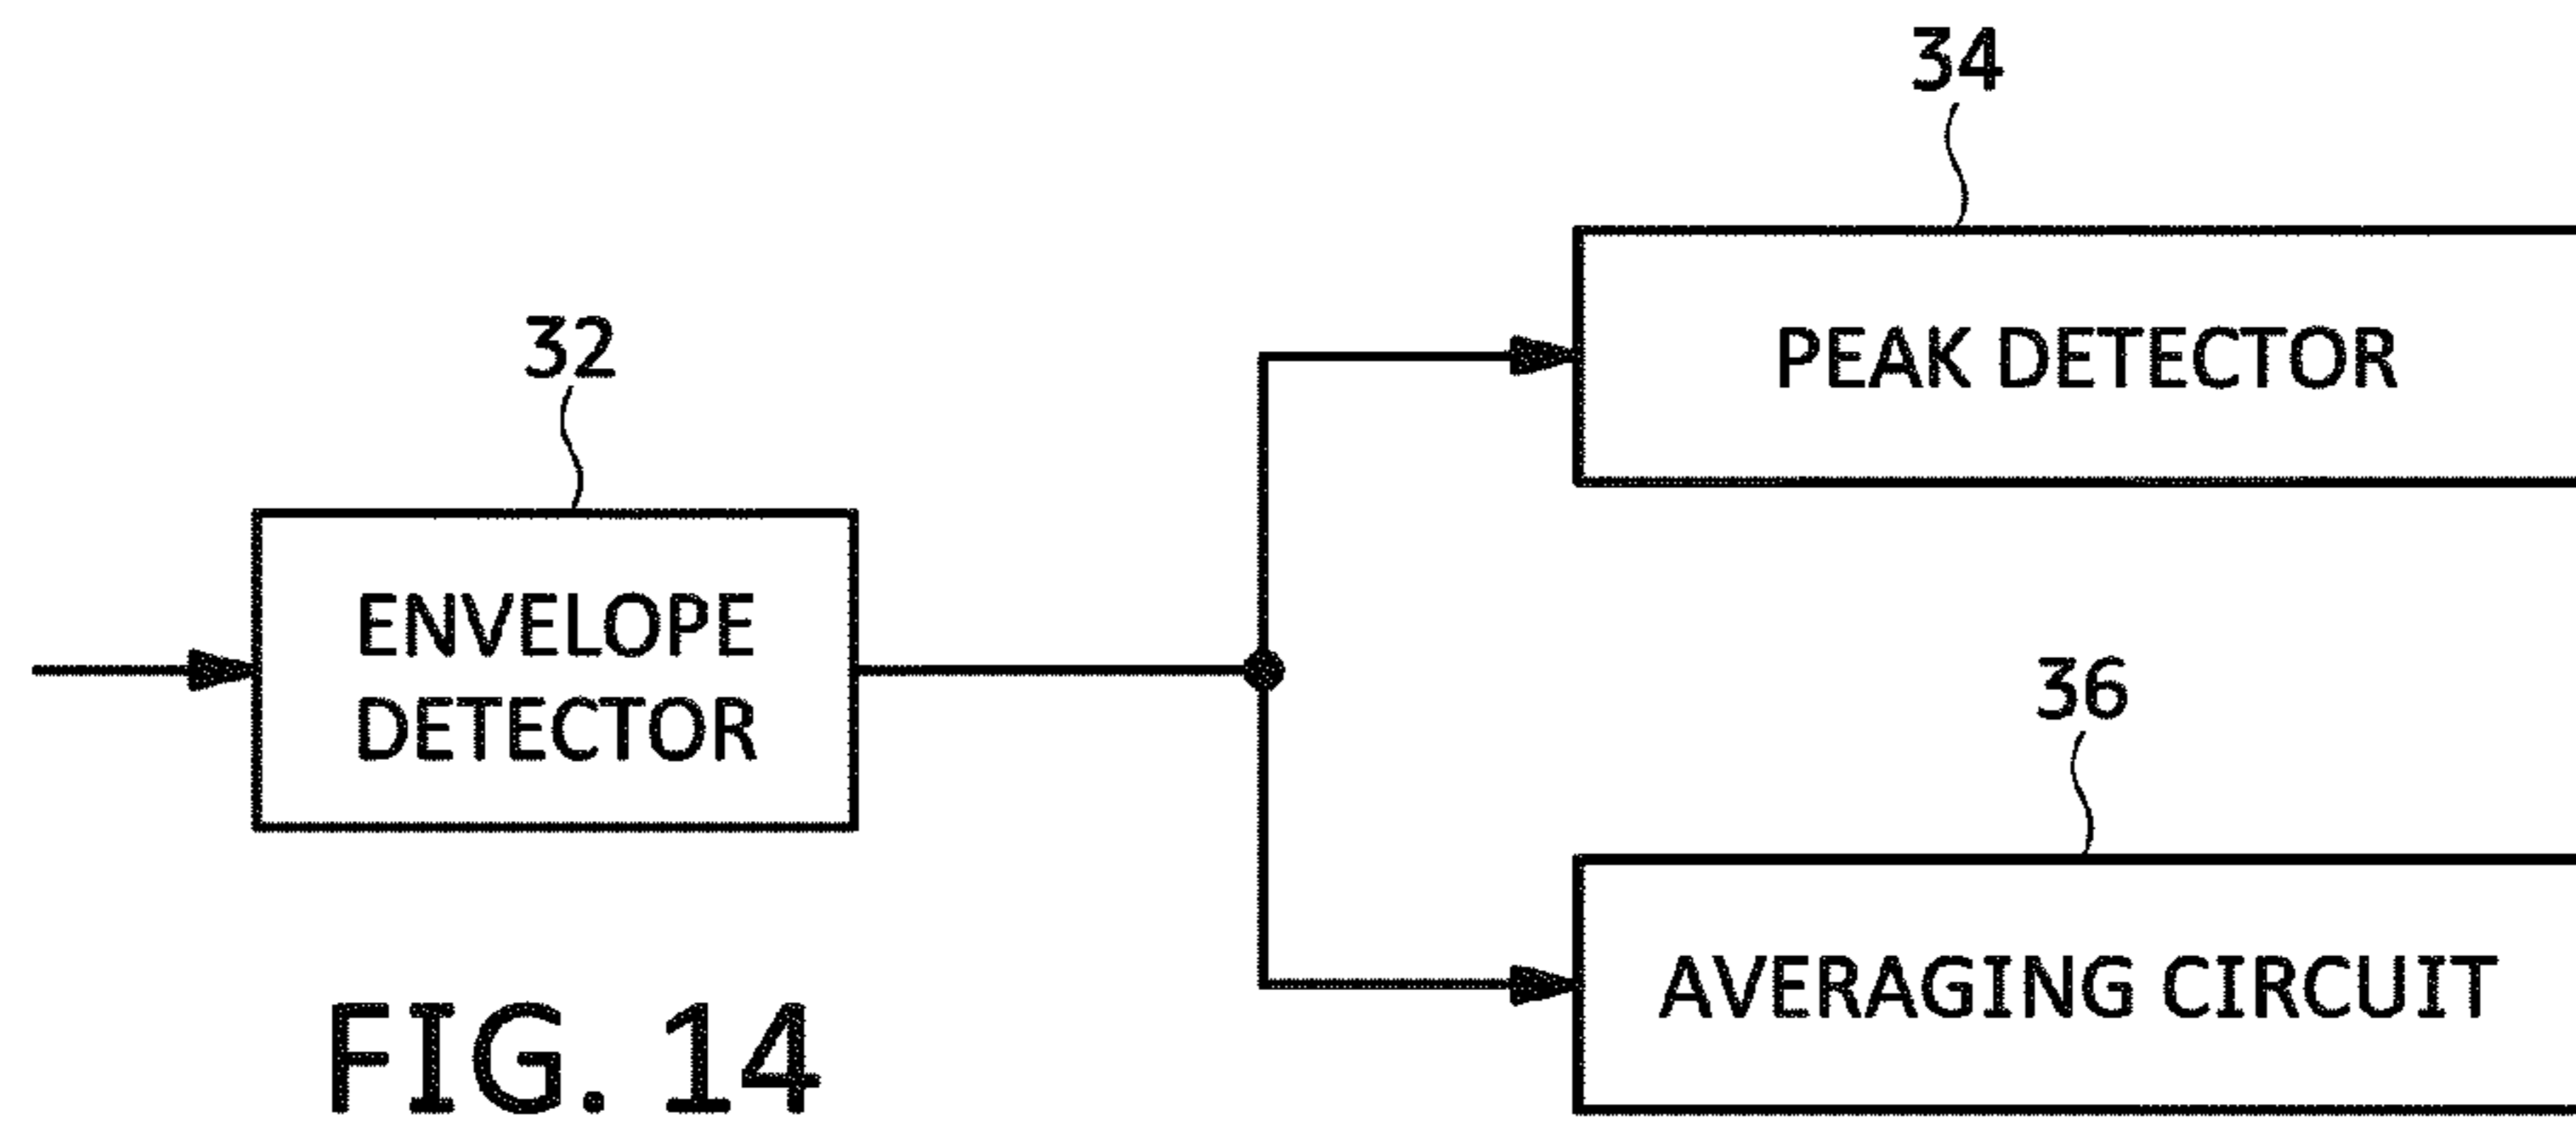 34
PEAK DETECTOR
32
ENVELOPE
DETECTOR
36
AVERAGING CIRCUIT
FIG. 14